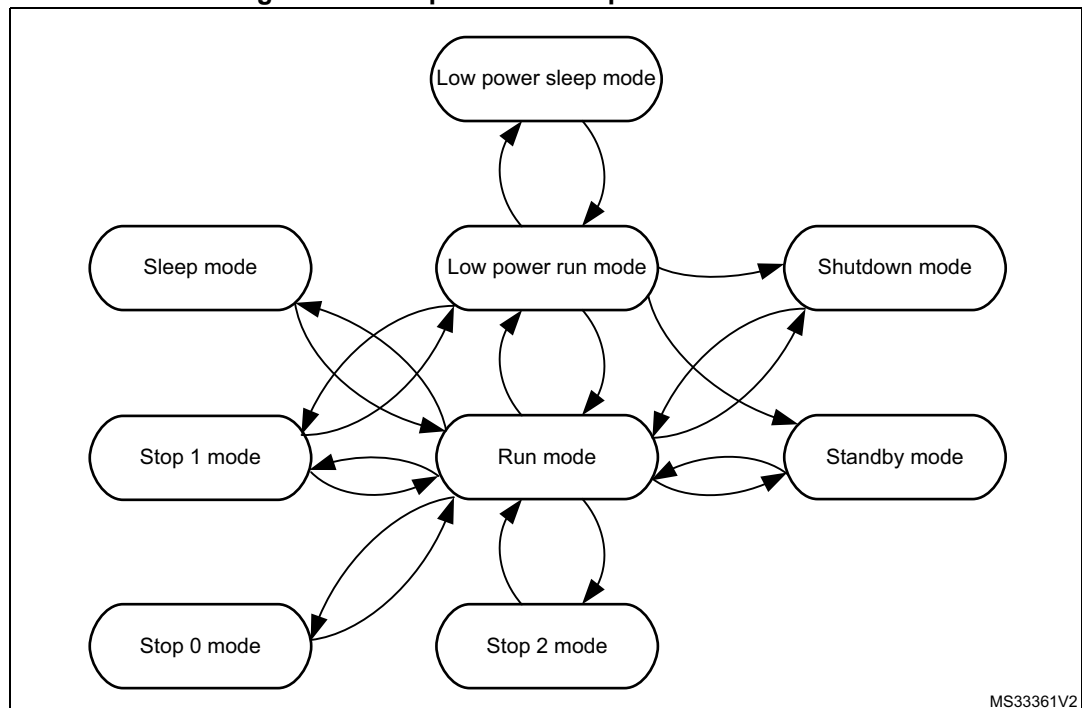 Low power sleep mode
Sleep mode
Low power run mode
Shutdown mode
Stop 1 mode
Run mode
Standby mode
Stop 0 mode
Stop 2 mode
MS33361V2